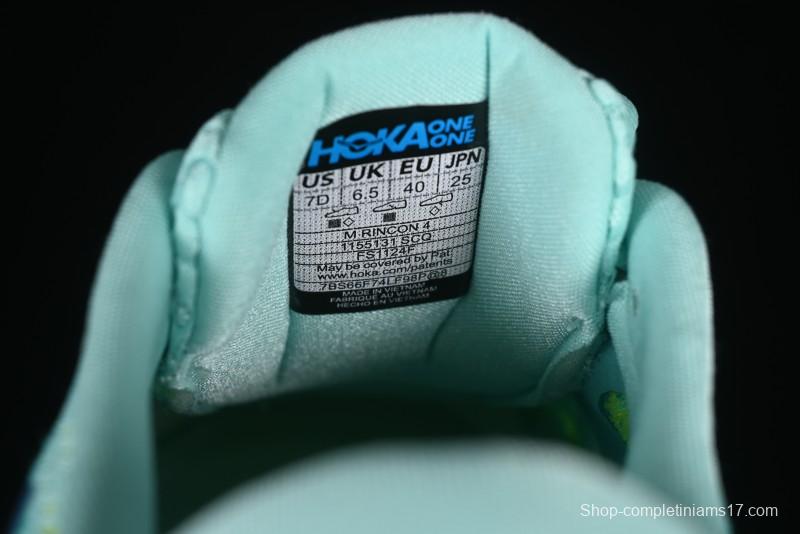 HOKA ONE ONE
US UK EU JPN
7D 6.5 40 25
M RINCON 4
1155131 SCQ
FS1124F
May be covered by Pat.
www.hoka.com/patents
MADE IN VIETNAM
FABRIQUE AU VIETNAM
HECHO EN VIETNAM
Shop-completiniams17.com